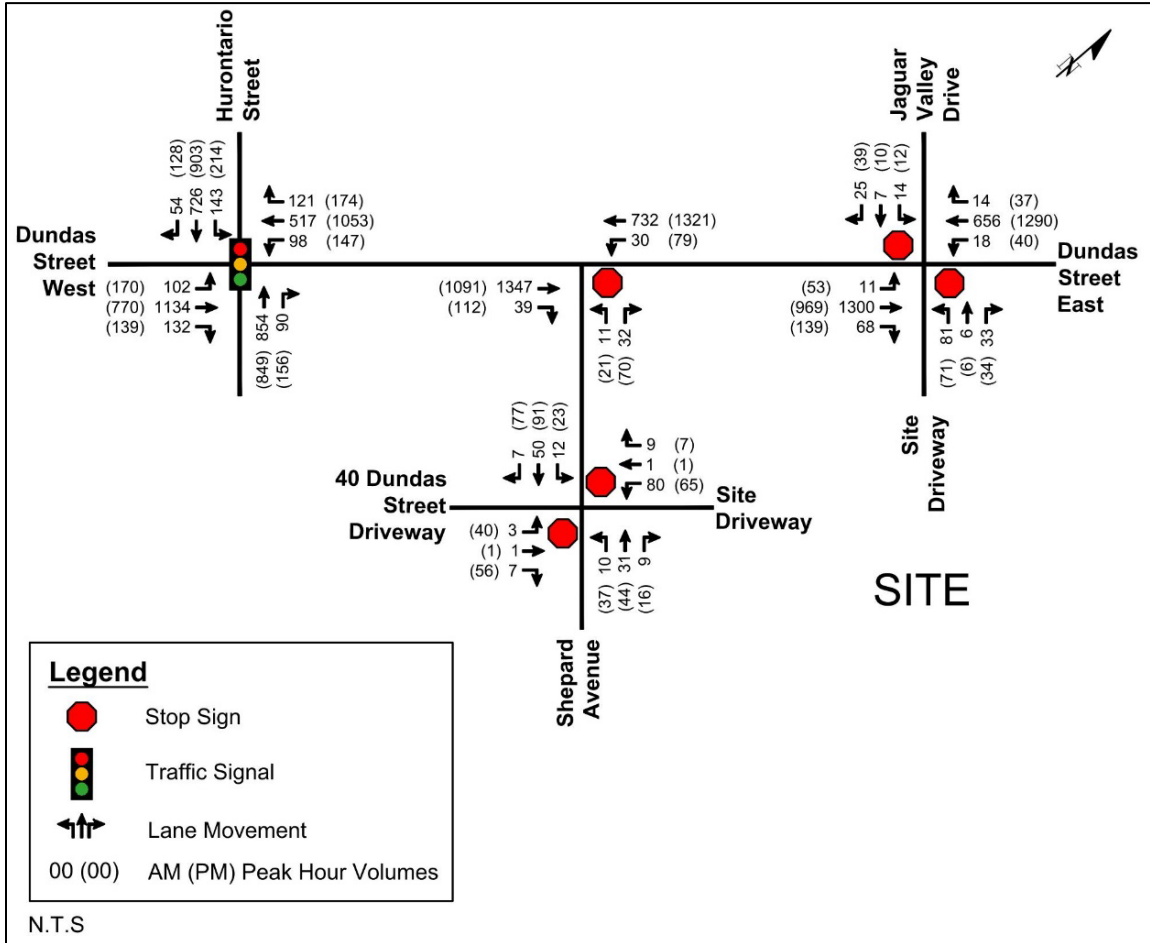 Hurontario
Street
Jaguar
Valley
Drive
N
54 (128)
726 (903)
143 (214)
121 (174)
517 (1053)
98 (147)
732 (1321)
30 (79)
25 (39)
7 (10)
14 (12)
14 (37)
656 (1290)
18 (40)
Dundas
Street
West
Dundas
Street
East
(170) 102
(770) 1134
(139) 132
(849) 854
(156) 90
(1091) 1347
(112) 39
(21) 11
(70) 32
(53) 11
(969) 1300
(139) 68
(71) 81
(6) 6
(34) 33
Site
Driveway
7 (77)
50 (91)
12 (23)
9 (7)
1 (1)
80 (65)
40 Dundas
Street
Driveway
Site
Driveway
(40) 3
(1) 1
(56) 7
(37) 10
(44) 31
(16) 9
SITE
Shepard
Avenue
Legend
Stop Sign
Traffic Signal
Lane Movement
00 (00) AM (PM) Peak Hour Volumes
N.T.S